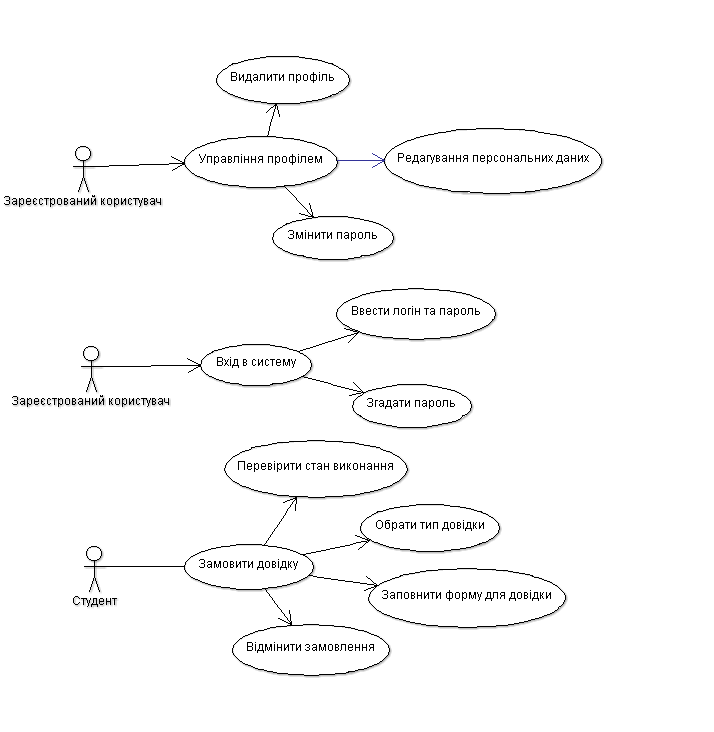 Видалити профіль
Управління профілем
Редагування персональних даних
Зареєстрований користувач
Змінити пароль
Ввести логін та пароль
Вхід в систему
Зареєстрований користувач
Згадати пароль
Перевірити стан виконання
Обрати тип довідки
Замовити довідку
Студент
Заповнити форму для довідки
Відмінити замовлення